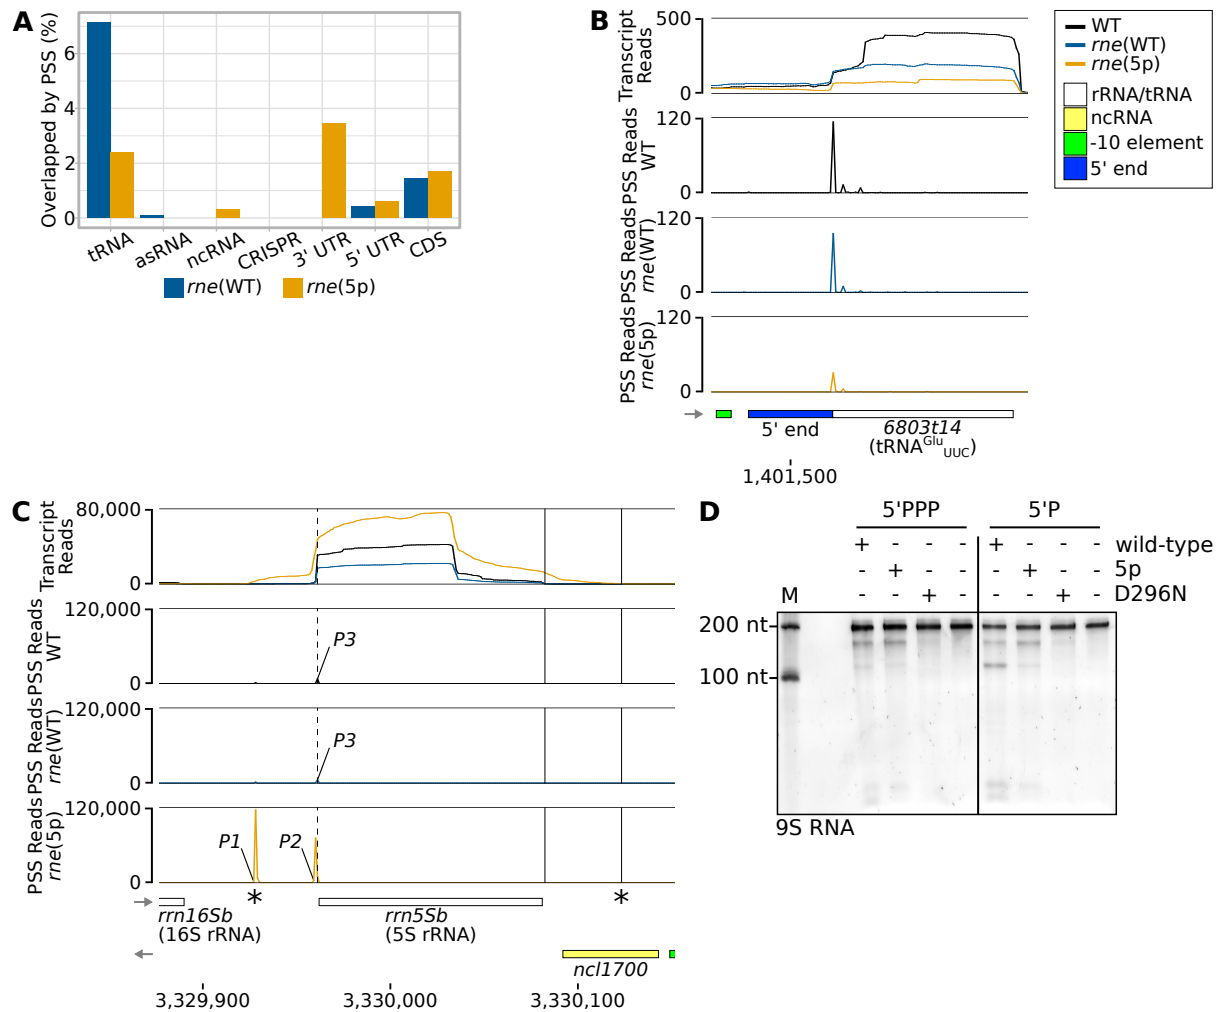 A
Overlapped by PSS (%)
6
4
2
0
tRNA
asRNA
ncRNA
CRISPR
3' UTR
5' UTR
CDS
rne(WT)
rne(5p)
B
Transcript
Reads
500
0
PSS Reads
WT
120
0
PSS Reads
rne(WT)
120
0
PSS Reads
rne(5p)
120
0
5' end
6803t14
(tRNAGluUUC)
1,401,500
WT
rne(WT)
rne(5p)
rRNA/tRNA
ncRNA
-10 element
5' end
C
Transcript
Reads
80,000
0
PSS Reads
WT
120,000
0
P3
PSS Reads
rne(WT)
120,000
0
P3
PSS Reads
rne(5p)
120,000
0
P1
P2
* *
rrn16Sb
(16S rRNA)
rrn5Sb
(5S rRNA)
ncl1700
3,329,900
3,330,000
3,330,100
D
5'PPP 5'P
+ - - - + - - - wild-type
- + - - - + - - 5p
M - - + - - - + - D296N
200 nt
100 nt
9S RNA